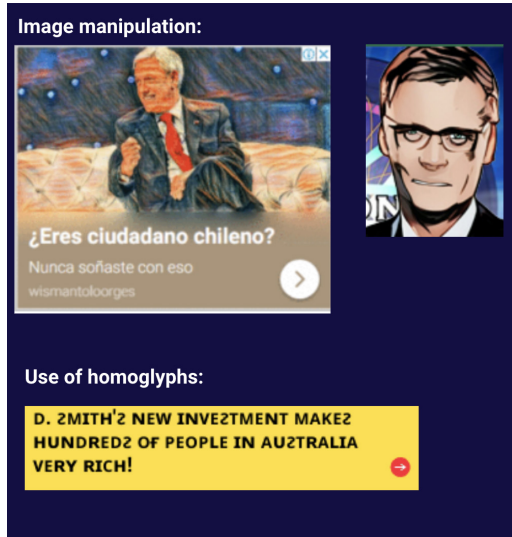 Image manipulation:
¿Eres ciudadano chileno?
Nunca soñaste con eso
wismantoloorges
ON
Use of homoglyphs:
D. ƧMITH'Ƨ NEW INVEƧTMENT MAKEƧ
HUNDREDƧ OF PEOPLE IN AUƧTRALIA
VERY RICH!